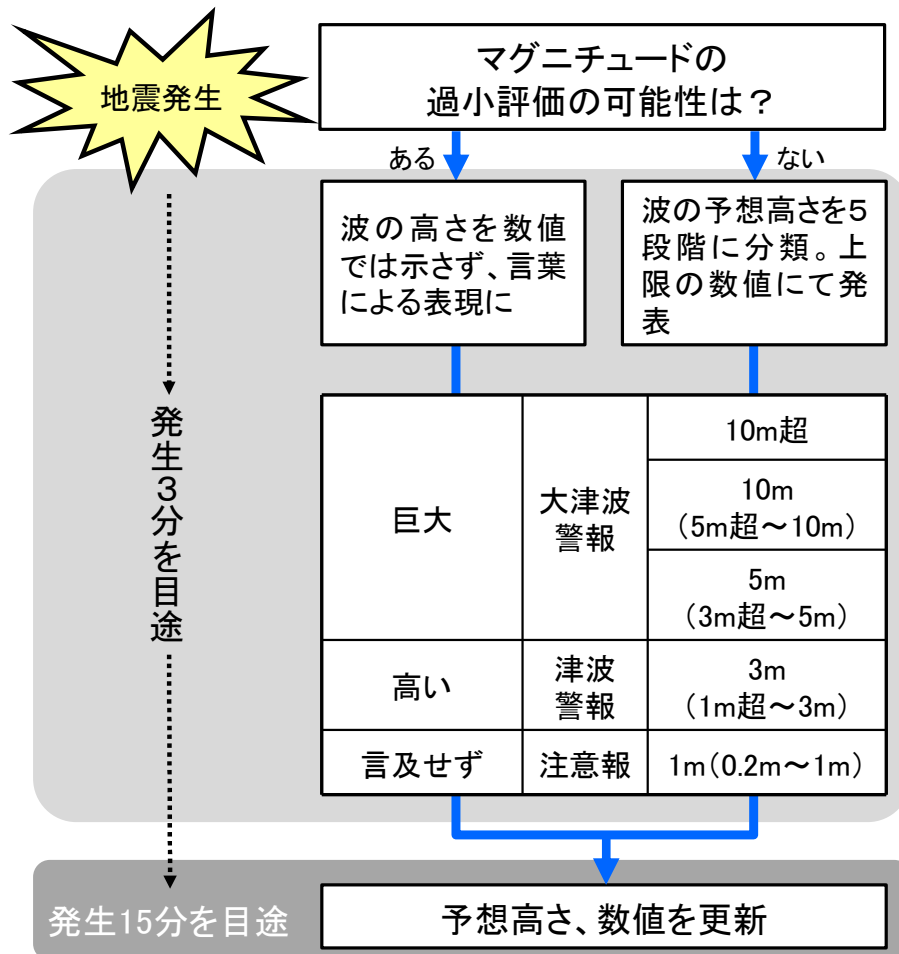 地震発生
マグニチュードの
過小評価の可能性は？
ある
ない
波の高さを数値
では示さず、言葉
による表現に
波の予想高さを５
段階に分類。上
限の数値にて発
表
発生３分を目途
巨大
大津波
警報
10m超
10m
（5m超～10m）
5m
（3m超～5m）
高い
津波
警報
3m
（1m超～3m）
言及せず
注意報
1m（0.2m～1m）
発生15分を目途
予想高さ、数値を更新